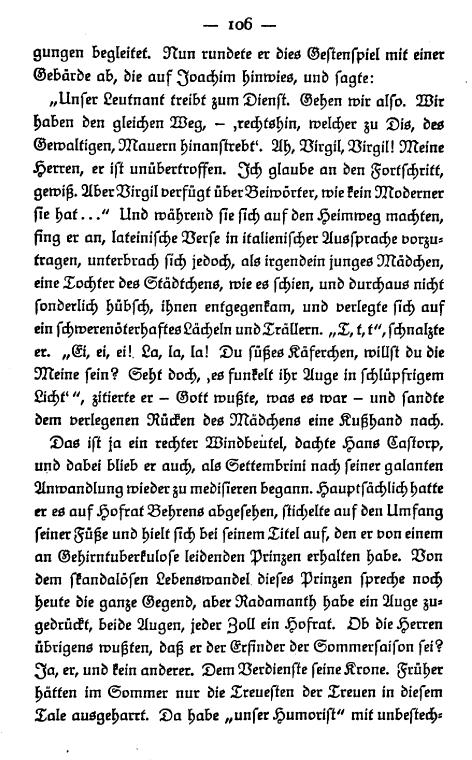 — 106 —
gungen begleitet. Nun rundete er dies Gestenspiel mit einer
Gebärde ab, die auf Joachim hinwies, und sagte:
„Unser Leutnant treibt zum Dienst. Gehen wir also. Wir
haben den gleichen Weg, – ‚rechtshin, welcher zu Dis, des
Gewaltigen, Mauern hinanstrebt‘. Ah, Virgil, Virgil! Meine
Herren, er ist unübertroffen. Ich glaube an den Fortschritt,
gewiß. Aber Virgil verfügt über Beiwörter, wie kein Moderner
sie hat...“ Und während sie sich auf den Heimweg machten,
fing er an, lateinische Verse in italienischer Aussprache vorzu-
tragen, unterbrach sich jedoch, als irgendein junges Mädchen,
eine Tochter des Städtchens, wie es schien, und durchaus nicht
sonderlich hübsch, ihnen entgegenkam, und verlegte sich auf
ein schwerenöterhaftes Lächeln und Trällern. „T, t, t“, schnalzte
er. „Ei, ei, ei! La, la, la! Du süßes Käferchen, willst du die
Meine sein? Seht doch, ‚es funkelt ihr Auge in schlüpfrigem
Licht‘“, zitierte er – Gott wußte, was es war – und sandte
dem verlegenen Rücken des Mädchens eine Kußhand nach.
Das ist ja ein rechter Windbeutel, dachte Hans Castorp,
und dabei blieb er auch, als Settembrini nach seiner galanten
Anwandlung wieder zu medisieren begann. Hauptsächlich hatte
er es auf Hofrat Behrens abgesehen, stichelte auf den Umfang
seiner Füße und hielt sich bei seinem Titel auf, den er von einem
an Gehirntuberkulose leidenden Prinzen erhalten habe. Von
dem skandalösen Lebenswandel dieses Prinzen spreche noch
heute die ganze Gegend, aber Radamanth habe ein Auge zu-
gedrückt, beide Augen, jeder Zoll ein Hofrat. Ob die Herren
übrigens wußten, daß er der Erfinder der Sommersaison sei?
Ja, er, und kein anderer. Dem Verdienste seine Krone. Früher
hätten im Sommer nur die Treuesten der Treuen in diesem
Tale ausgeharrt. Da habe „unser Humorist“ mit unbestech-